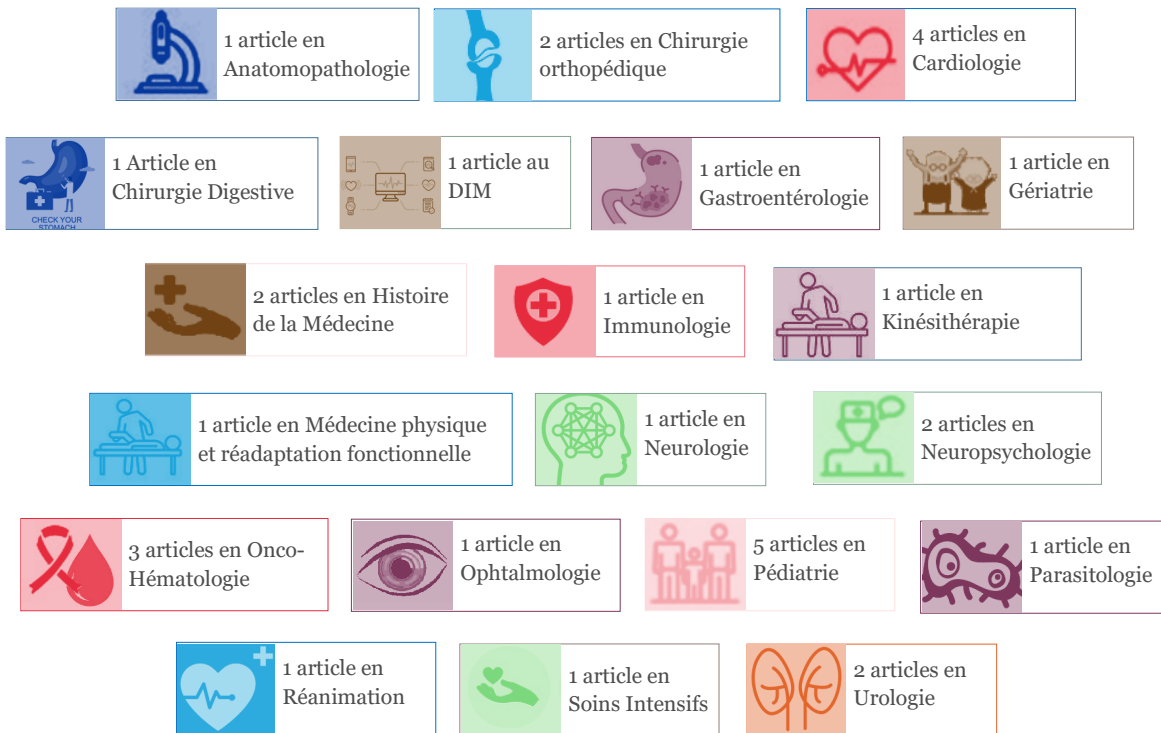 1 article en
Anatomopathologie
2 articles en Chirurgie
orthopédique
4 articles en
Cardiologie
1 Article en
Chirurgie Digestive
CHECK YOUR
STOMACH
1 article au
DIM
1 article en
Gastroentérologie
1 article en
Gériatrie
2 articles en Histoire
de la Médecine
1 article en
Immunologie
1 article en
Kinésithérapie
1 article en Médecine physique
et réadaptation fonctionnelle
1 article en
Neurologie
2 articles en
Neuropsychologie
3 articles en Onco-
Hématologie
1 article en
Ophtalmologie
5 articles en
Pédiatrie
1 article en
Parasitologie
1 article en
Réanimation
1 article en
Soins Intensifs
2 articles en
Urologie